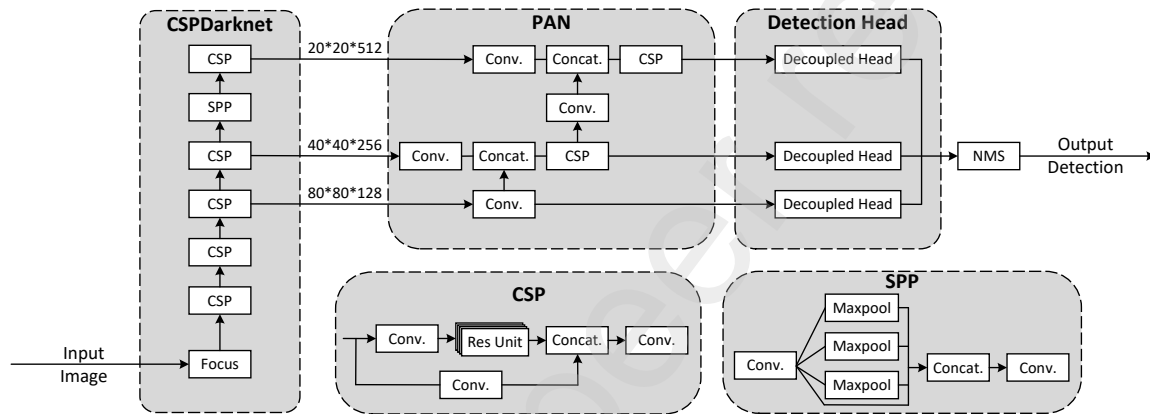 CSPDarknet
PAN
Detection Head
CSP
20*20*512
Conv.
Concat.
CSP
Decoupled Head
SPP
Conv.
CSP
40*40*256
Conv.
Concat.
CSP
Decoupled Head
NMS
Output
Detection
CSP
80*80*128
Conv.
Decoupled Head
CSP
CSP
Input
Image
Focus
CSP
Conv.
Res Unit
Concat.
Conv.
Conv.
SPP
Maxpool
Maxpool
Maxpool
Conv.
Concat.
Conv.
peer re